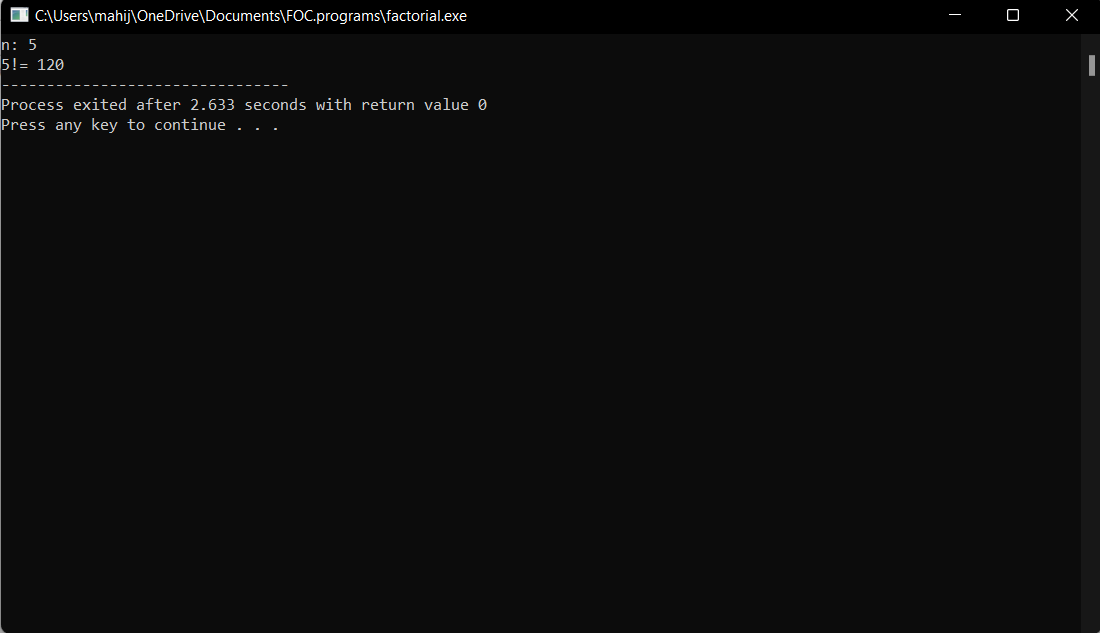 C:\Users\mahij\OneDrive\Documents\FOC.programs\factorial.exe
n: 5
5!= 120
--------------------------------
Process exited after 2.633 seconds with return value 0
Press any key to continue . . .